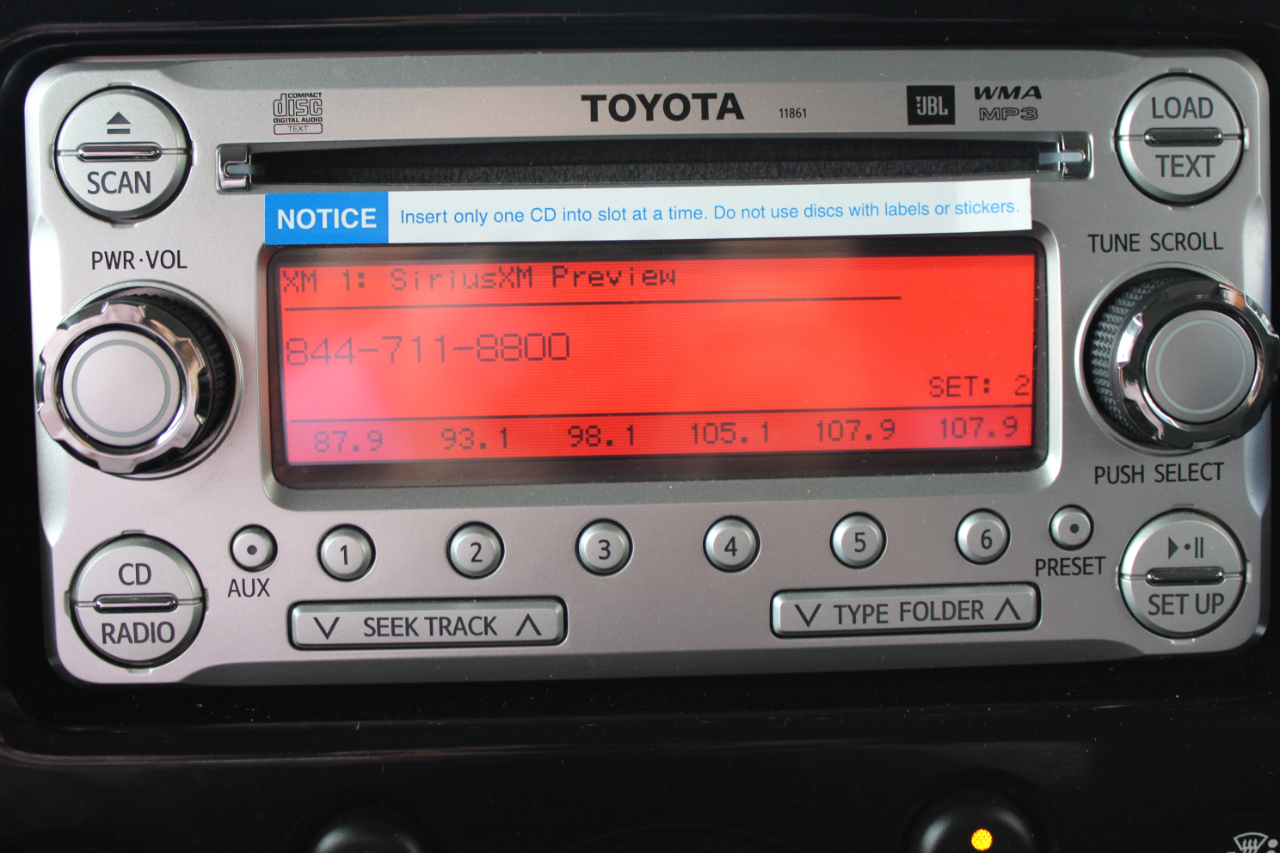 COMPACT
disc
DIGITAL AUDIO
TEXT
TOYOTA
11861
JBL
WMA
MP3
SCAN
LOAD
TEXT
NOTICE Insert only one CD into slot at a time. Do not use discs with labels or stickers.
PWR·VOL
TUNE SCROLL
XM 1: SiriusXM Preview
844-711-8800
SET: 2
87.9 93.1 98.1 105.1 107.9 107.9
PUSH SELECT
CD
RADIO
AUX
1 2 3 4 5 6
PRESET
SET UP
SEEK TRACK
TYPE FOLDER